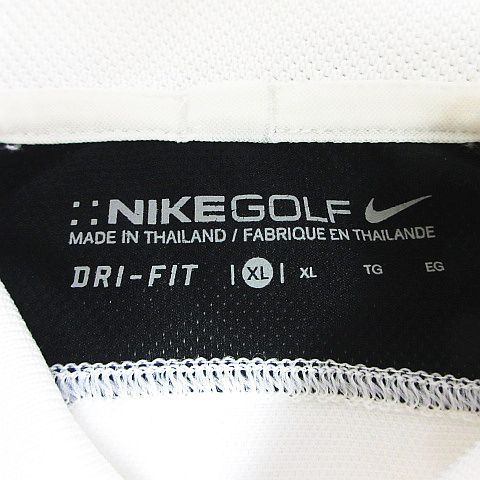 ::NIKEGOLF
MADE IN THAILAND / FABRIQUE EN THAILANDE
DRI-FIT | XL | XL TG EG